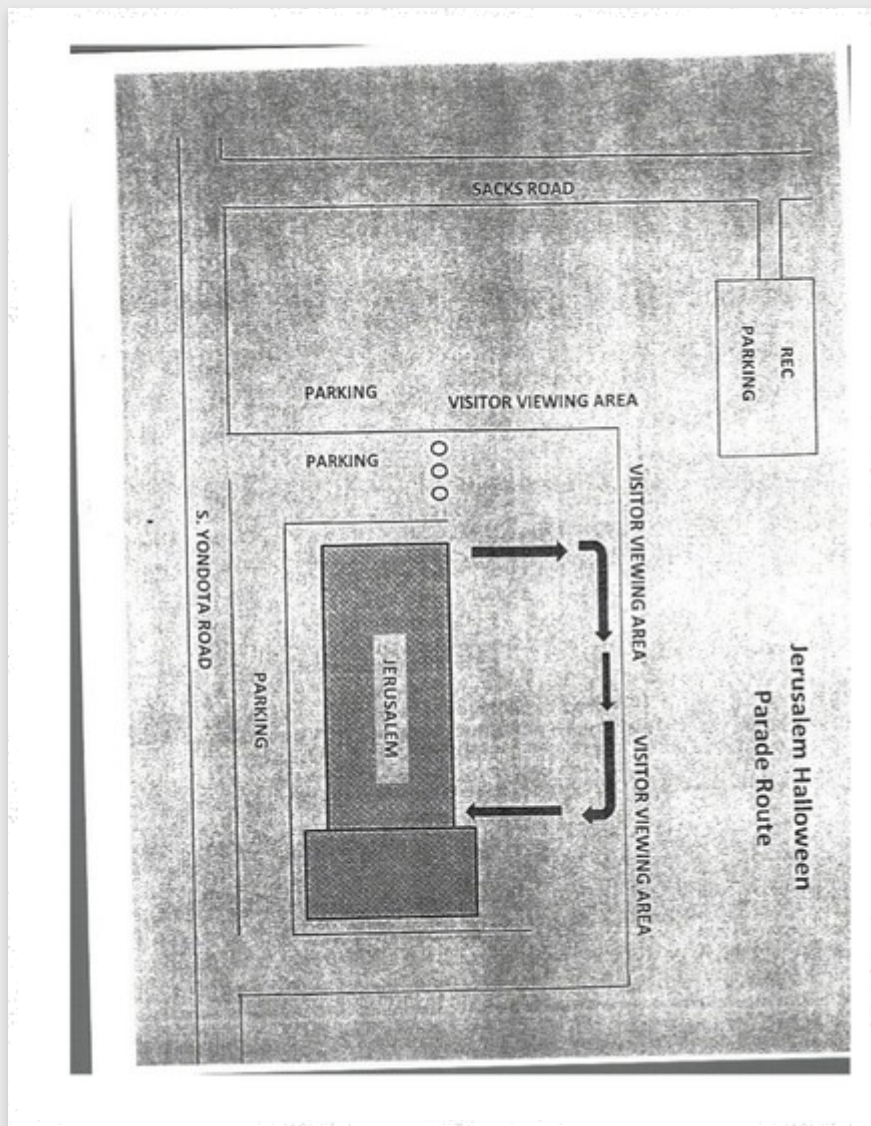 SACKS ROAD
REC
PARKING
PARKING
VISITOR VIEWING AREA
PARKING
VISITOR VIEWING AREA
S. YONDOTA ROAD
JERUSALEM
PARKING
VISITOR VIEWING AREA
Jerusalem Halloween
Parade Route